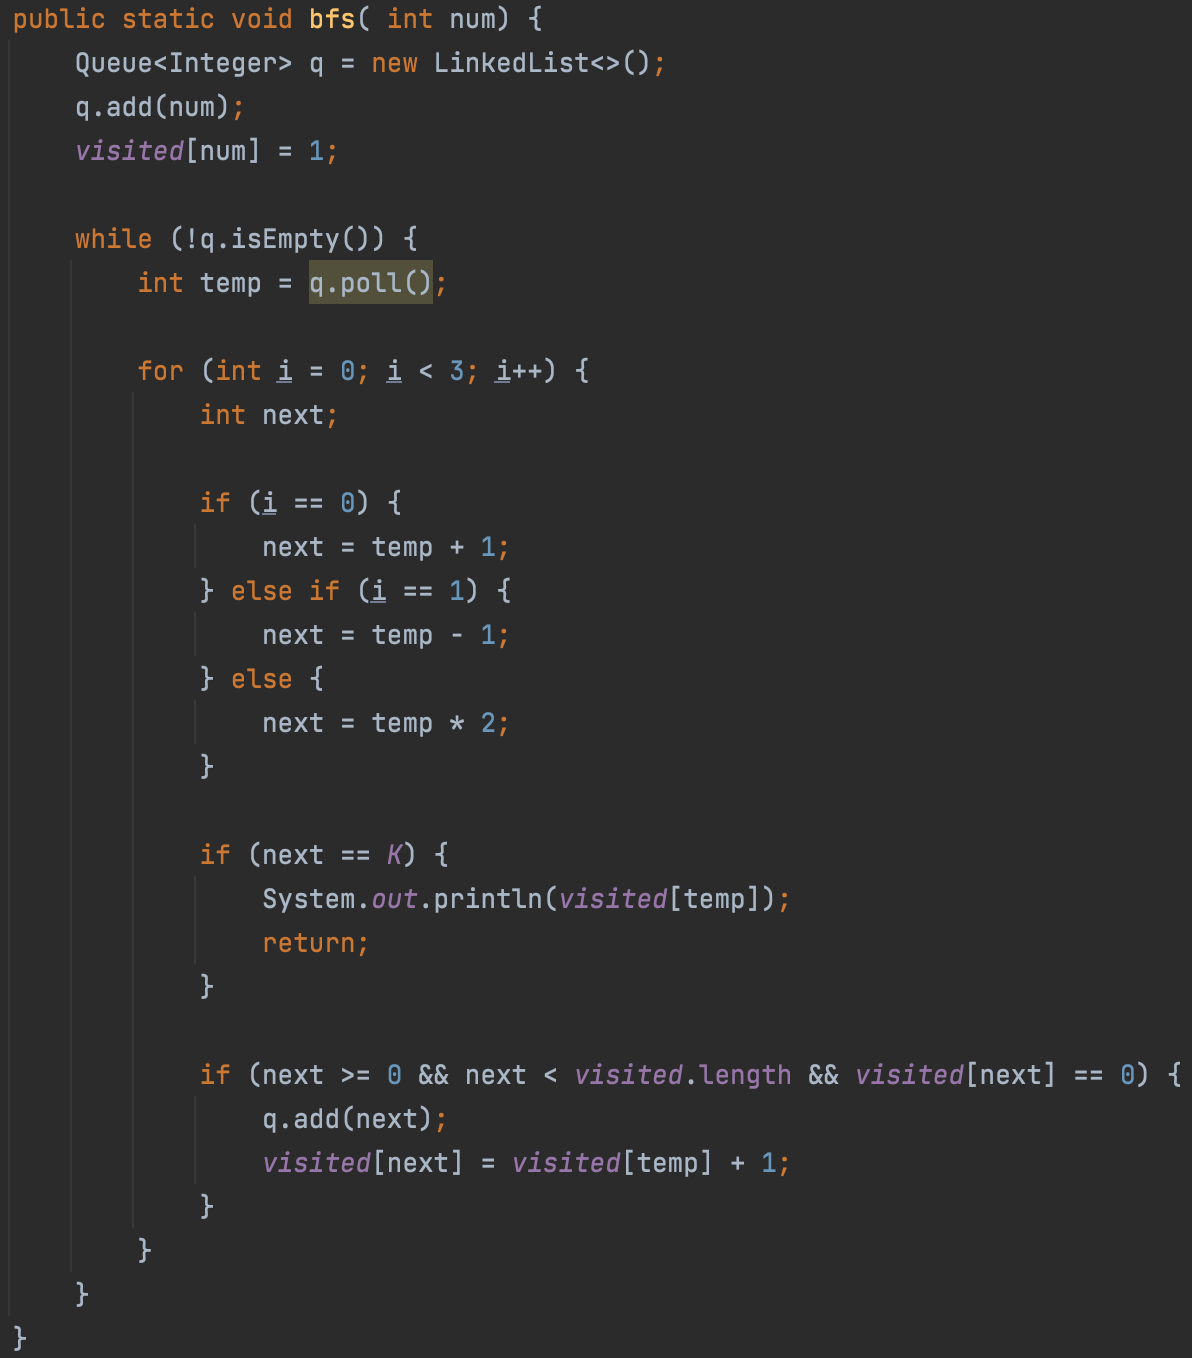 public static void bfs( int num) {
    Queue<Integer> q = new LinkedList<>();
    q.add(num);
    visited[num] = 1;

    while (!q.isEmpty()) {
        int temp = q.poll();

        for (int i = 0; i < 3; i++) {
            int next;

            if (i == 0) {
                next = temp + 1;
            } else if (i == 1) {
                next = temp - 1;
            } else {
                next = temp * 2;
            }

            if (next == K) {
                System.out.println(visited[temp]);
                return;
            }

            if (next >= 0 && next < visited.length && visited[next] == 0) {
                q.add(next);
                visited[next] = visited[temp] + 1;
            }
        }
    }
}